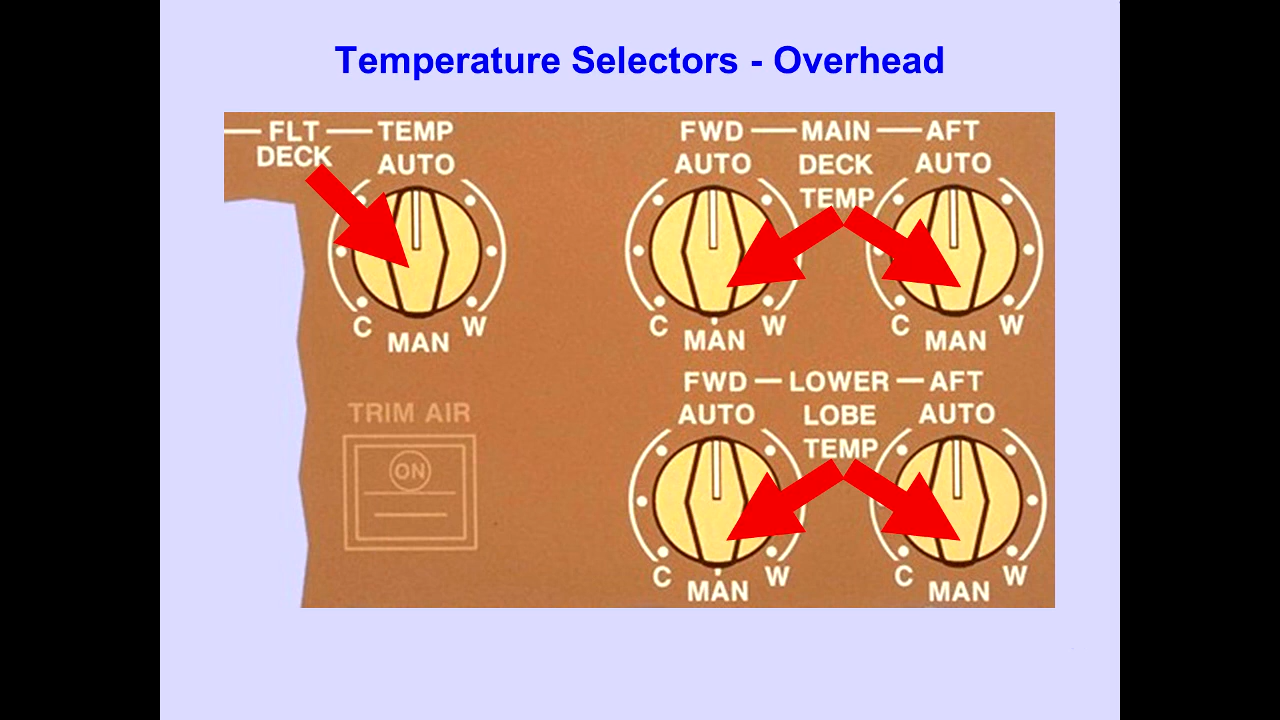 Temperature Selectors - Overhead
FLT
DECK
TEMP
AUTO
C
MAN
W
FWD
MAIN
AFT
AUTO
DECK
AUTO
TEMP
C
MAN
W
C
MAN
W
TRIM AIR
ON
FWD
LOWER
AFT
AUTO
LOBE
AUTO
TEMP
C
MAN
W
C
MAN
W